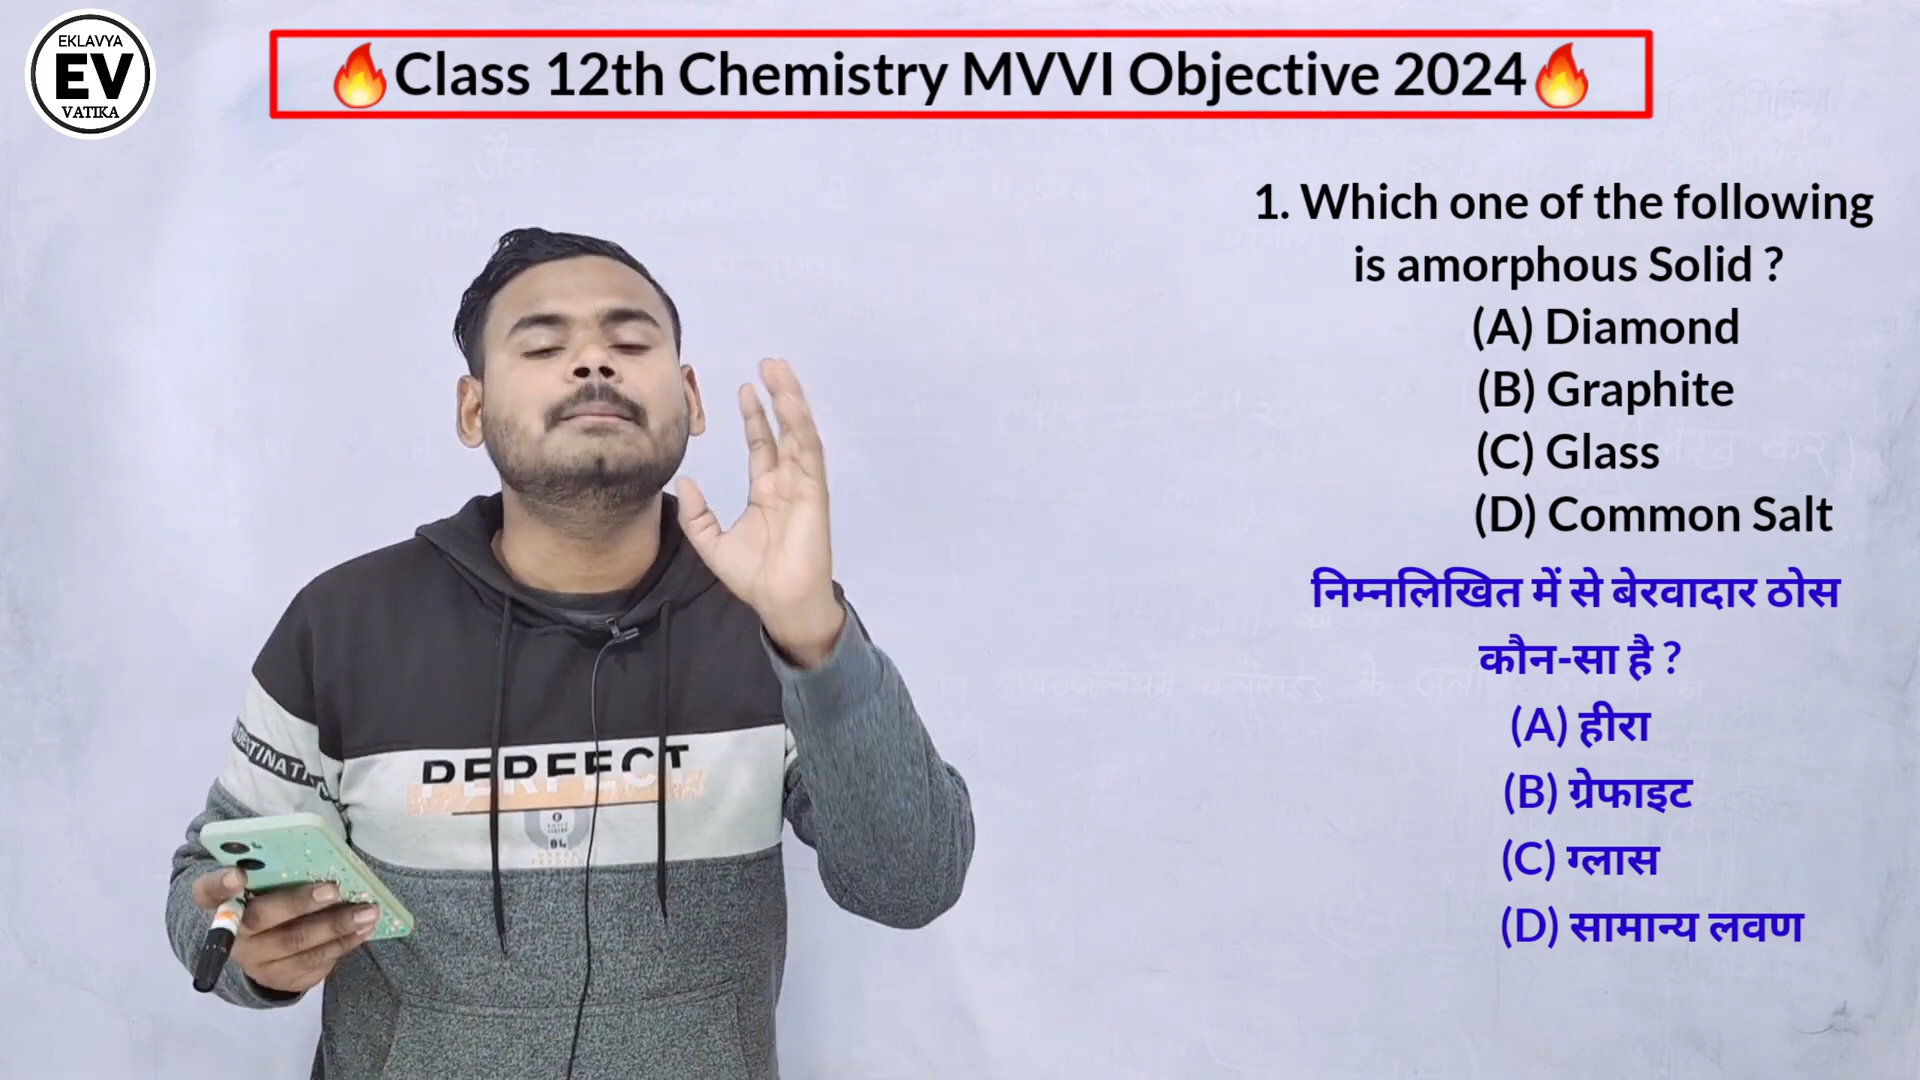 EKLAVYA
EV
VATIKA
🔥Class 12th Chemistry MVVI Objective 2024🔥
1. Which one of the following
is amorphous Solid ?
(A) Diamond
(B) Graphite
(C) Glass
(D) Common Salt
निम्नलिखित में से बेरवादार ठोस
कौन-सा है ?
(A) हीरा
(B) ग्रेफाइट
(C) ग्लास
(D) सामान्य लवण
PERFECT